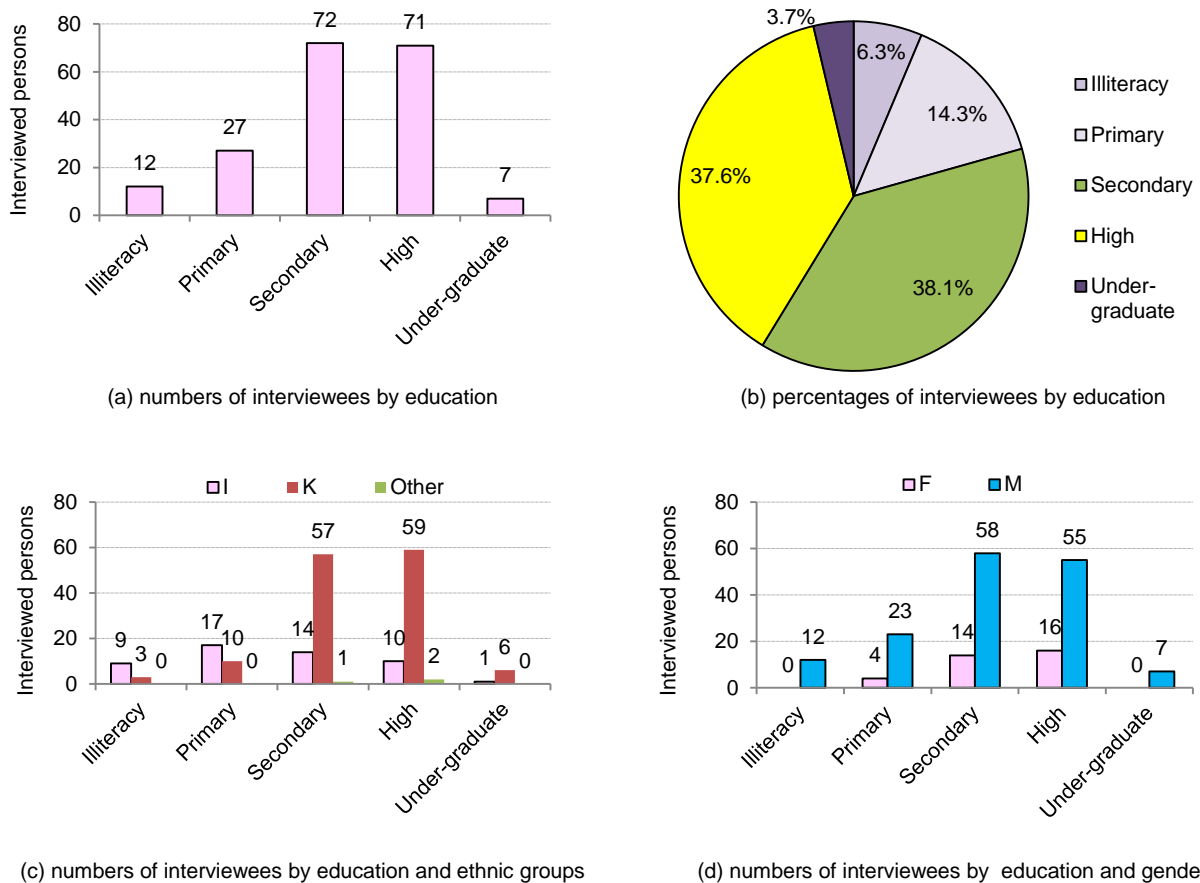 Interviewed persons
80
60
40
20
0
12
27
72
71
7
Illiteracy
Primary
Secondary
High
Under-graduate
(a) numbers of interviewees by education
3.7%
6.3%
14.3%
37.6%
38.1%
Illiteracy
Primary
Secondary
High
Under-
graduate
(b) percentages of interviewees by education
I K Other
Interviewed persons
80
60
40
20
0
9 3 0
17 10 0
14 57 1
10 59 2
1 6 0
Illiteracy
Primary
Secondary
High
Under-graduate
(c) numbers of interviewees by education and ethnic groups
F M
Interviewed persons
80
60
40
20
0
0 12
4 23
14 58
16 55
0 7
Illiteracy
Primary
Secondary
High
Under-graduate
(d) numbers of interviewees by education and gende